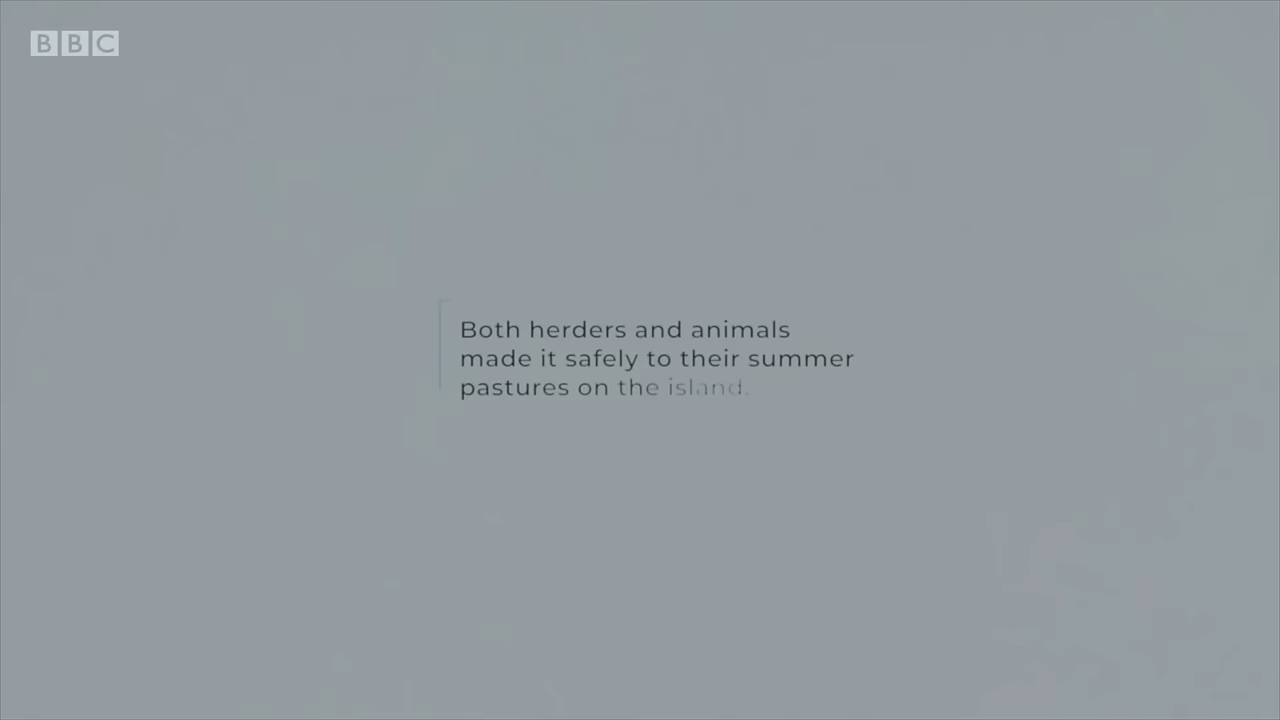 BBC
Both herders and animals
made it safely to their summer
pastures on the island.